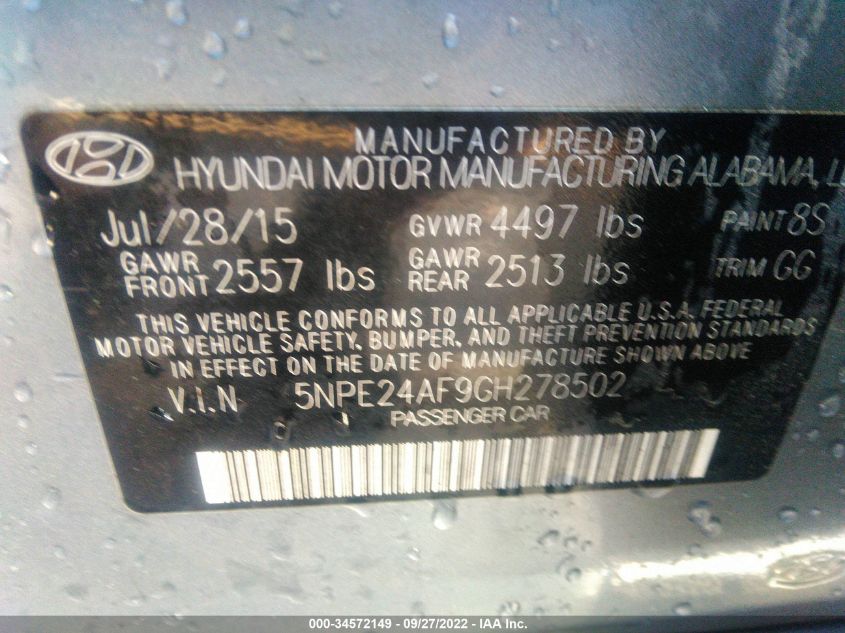 MANUFACTURED BY
HYUNDAI MOTOR MANUFACTURING ALABAMA,
Jul/28/15 GVWR 4497 lbs PAINT 8S
GAWR FRONT 2557 lbs GAWR REAR 2513 lbs TRIM GG
THIS VEHICLE CONFORMS TO ALL APPLICABLE U.S.A. FEDERAL
MOTOR VEHICLE SAFETY, BUMPER, AND THEFT PREVENTION STANDARDS
IN EFFECT ON THE DATE OF MANUFACTURE SHOWN ABOVE
V.I.N 5NPE24AF9GH278502
PASSENGER CAR
000-34572149 - 09/27/2022 - IAA Inc.